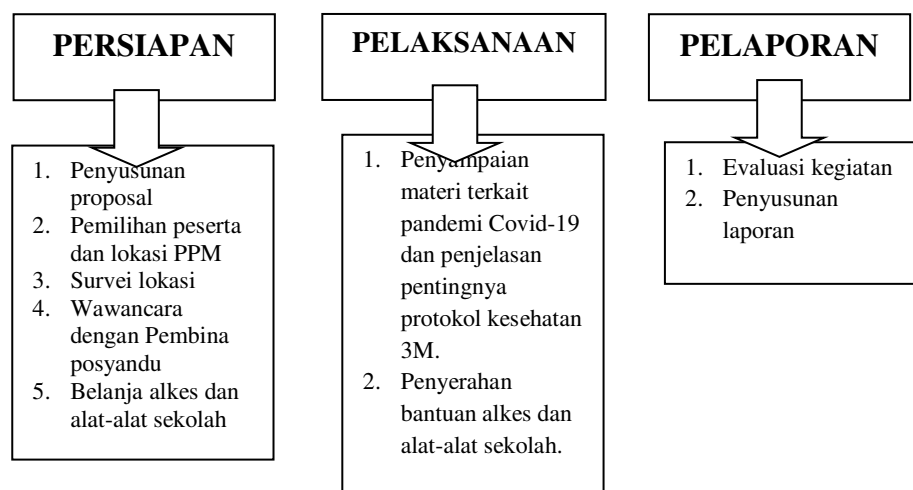 PERSIAPAN
1. Penyusunan
proposal
2. Pemilihan peserta
dan lokasi PPM
3. Survei lokasi
4. Wawancara
dengan Pembina
posyandu
5. Belanja alkes dan
alat-alat sekolah
PELAKSANAAN
1. Penyampaian
materi terkait
pandemi Covid-19
dan penjelasan
pentingnya
protokol kesehatan
3M.
2. Penyerahan
bantuan alkes dan
alat-alat sekolah.
PELAPORAN
1. Evaluasi kegiatan
2. Penyusunan
laporan